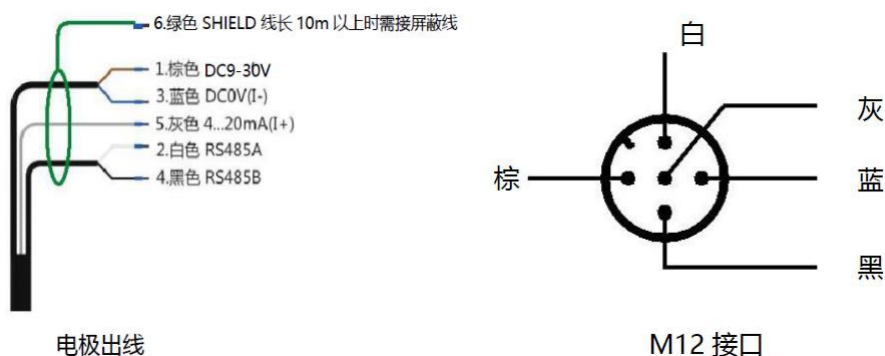 6.绿色 SHIELD 线长 10m 以上时需接屏蔽线
1.棕色 DC9-30V
3.蓝色 DC0V(I-)
5.灰色 4...20mA(I+)
2.白色 RS485A
4.黑色 RS485B
电极出线
白
灰
棕
蓝
黑
M12 接口